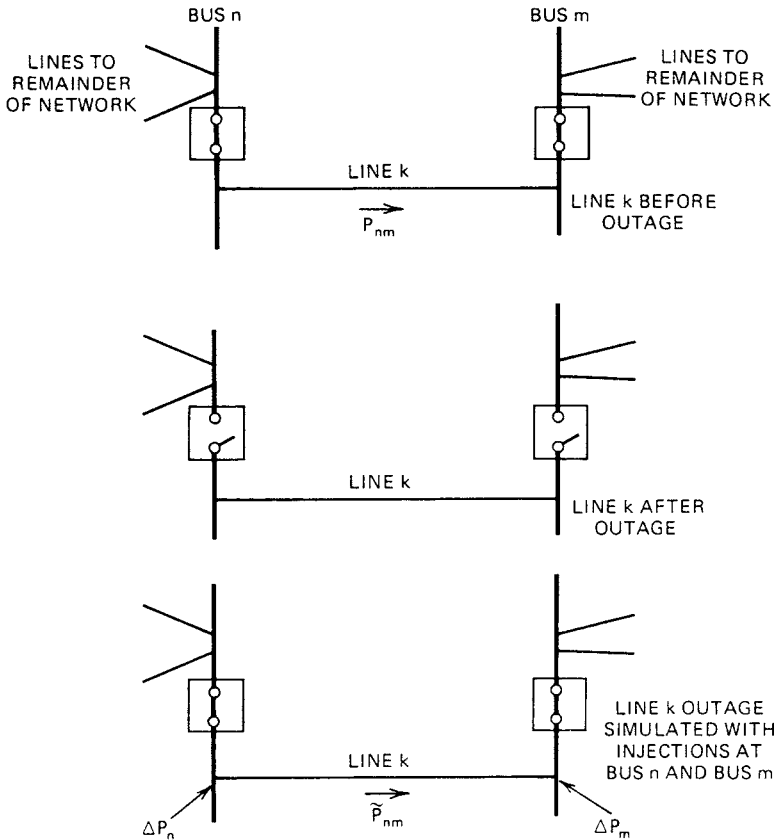 BUS n
BUS m
LINES TO
REMAINDER
OF NETWORK
LINES TO
REMAINDER
OF NETWORK
LINE k
P_nm
LINE k BEFORE
OUTAGE
LINE k
LINE k AFTER
OUTAGE
LINE k OUTAGE
SIMULATED WITH
INJECTIONS AT
BUS n AND BUS m
LINE k
P̃_nm
ΔP_n
ΔP_m